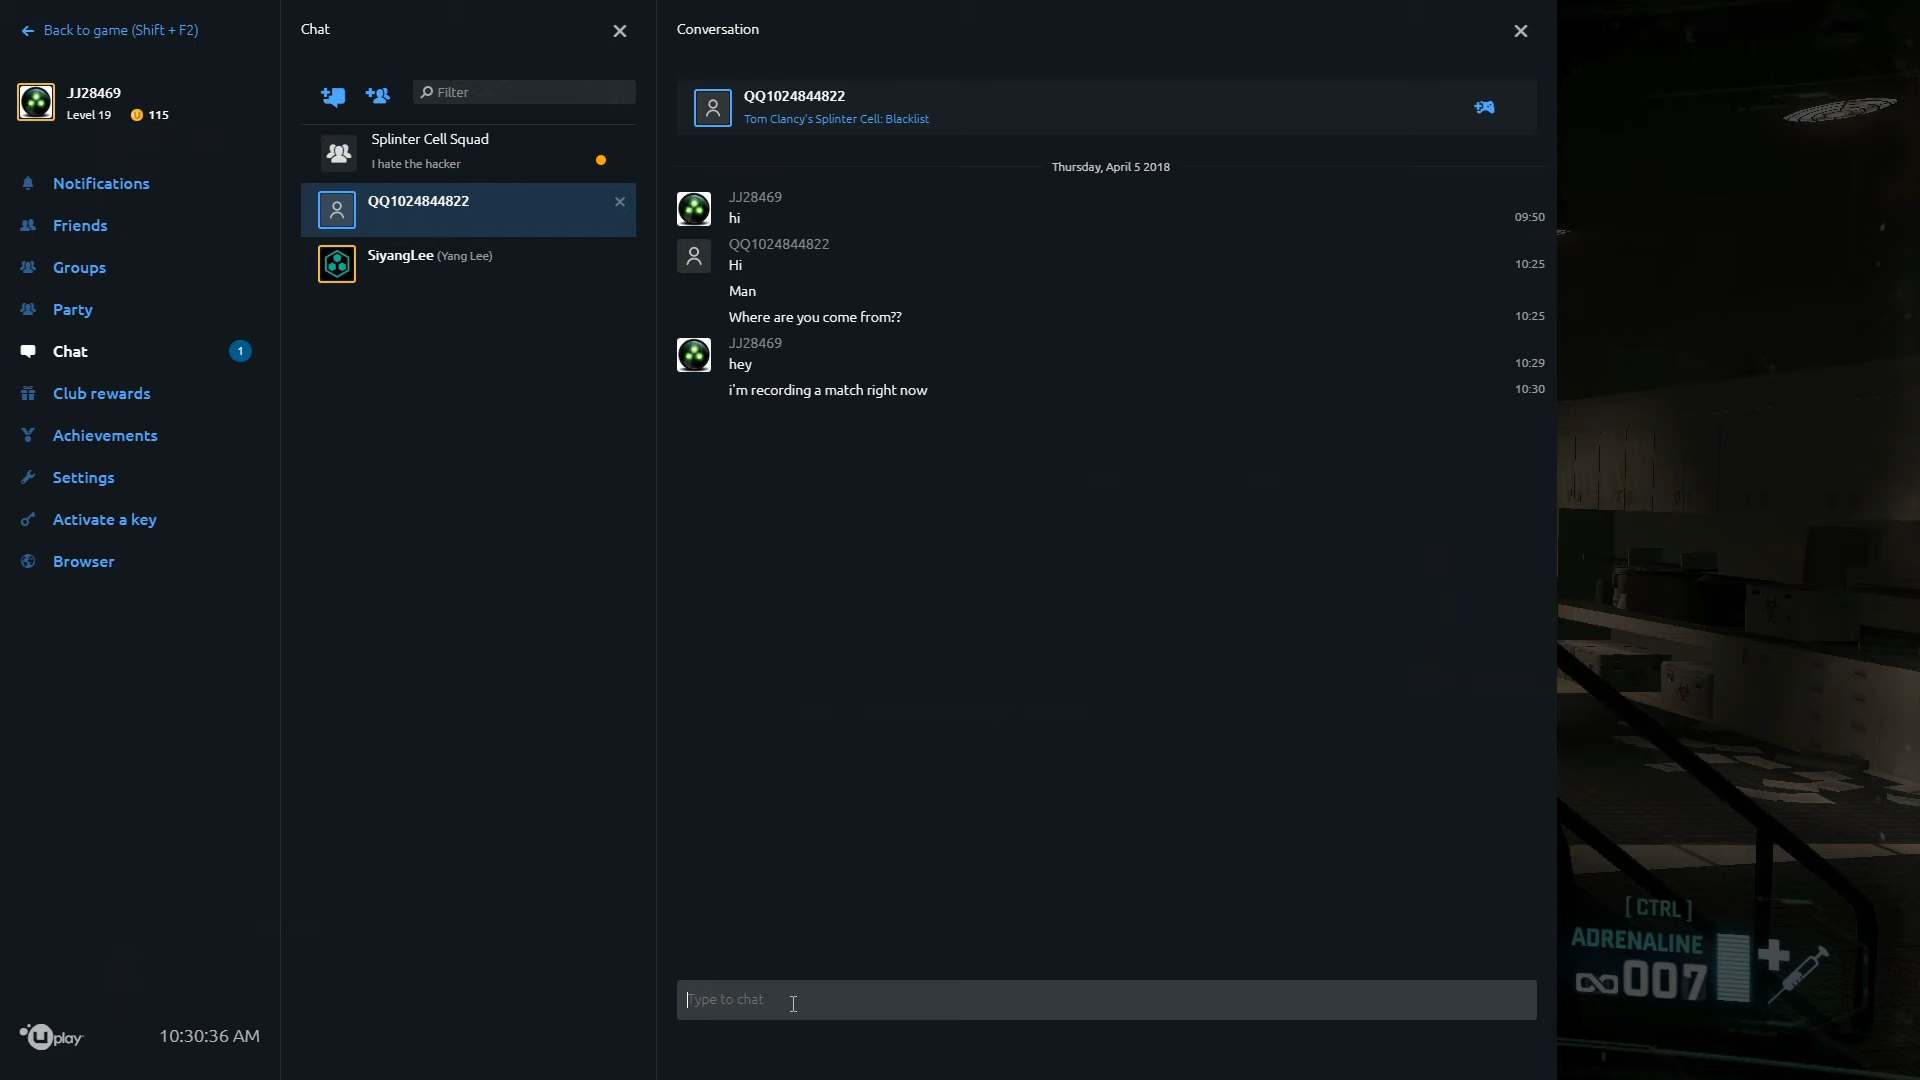 Back to game (Shift + F2)
JJ28469
Level 19
115
Notifications
Friends
Groups
Party
Chat
1
Club rewards
Achievements
Settings
Activate a key
Browser
uplay
10:30:36 AM
Chat
Filter
Splinter Cell Squad
I hate the hacker
QQ1024844822
SiyangLee (Yang Lee)
Conversation
QQ1024844822
Tom Clancy's Splinter Cell: Blacklist
Thursday, April 5 2018
JJ28469
hi 09:50
QQ1024844822
Hi 10:25
Man
Where are you come from?? 10:25
JJ28469
hey 10:29
i'm recording a match right now 10:30
Type to chat
[ CTRL ]
ADRENALINE
∞007